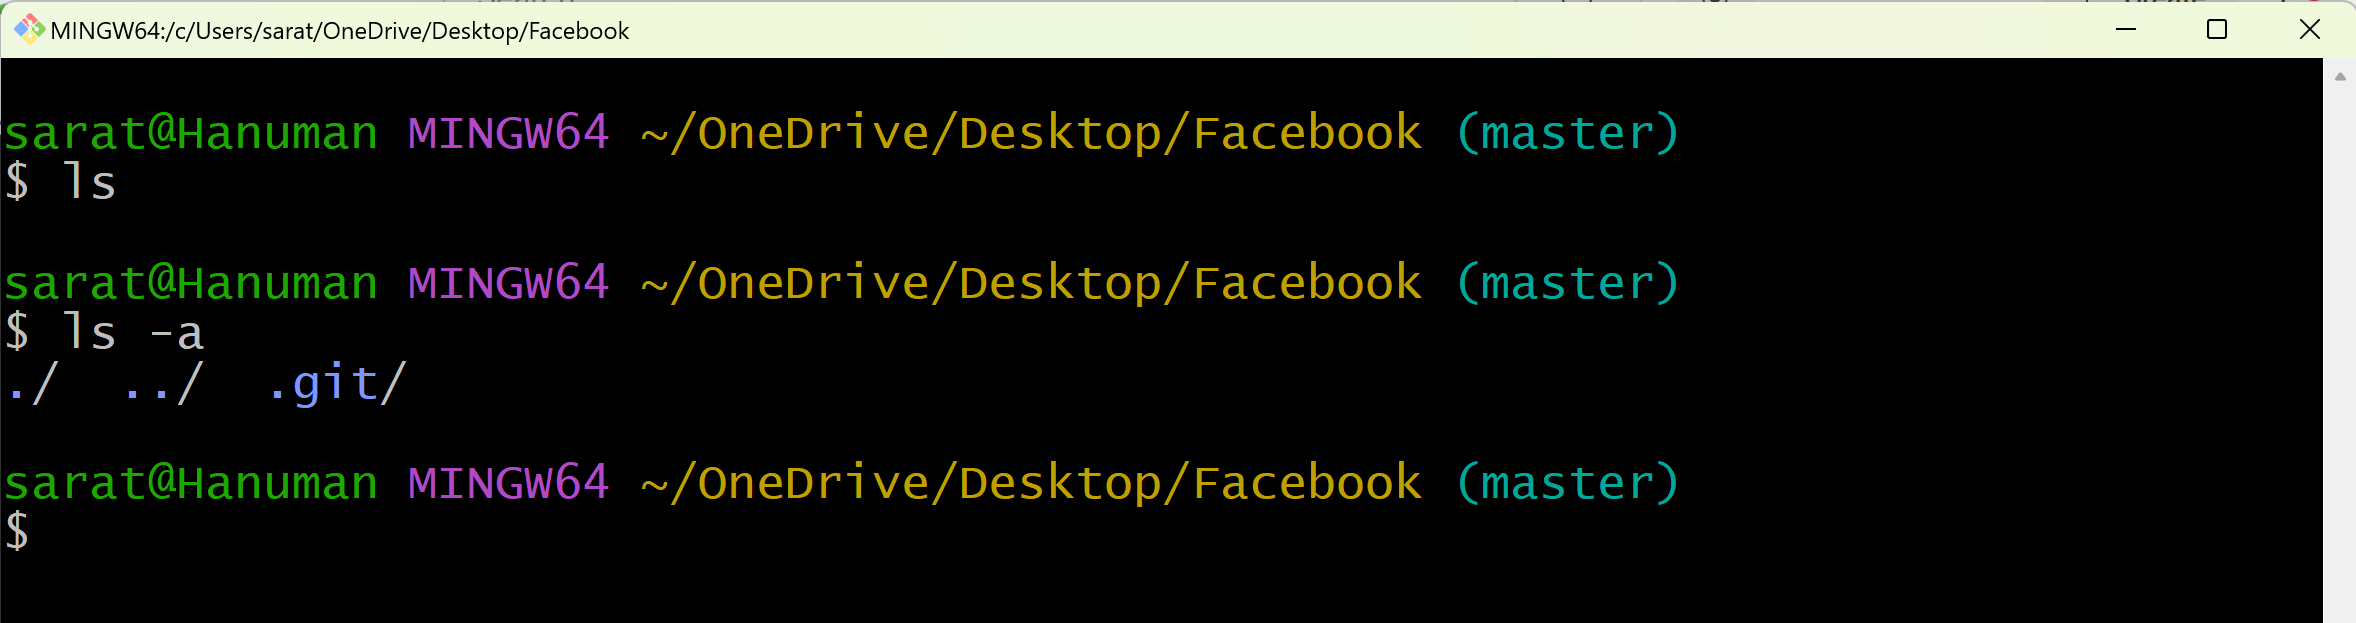 MINGW64:/c/Users/sarat/OneDrive/Desktop/Facebook
sarat@Hanuman MINGW64 ~/OneDrive/Desktop/Facebook (master)
$ ls
sarat@Hanuman MINGW64 ~/OneDrive/Desktop/Facebook (master)
$ ls -a
./  ../  .git/
sarat@Hanuman MINGW64 ~/OneDrive/Desktop/Facebook (master)
$